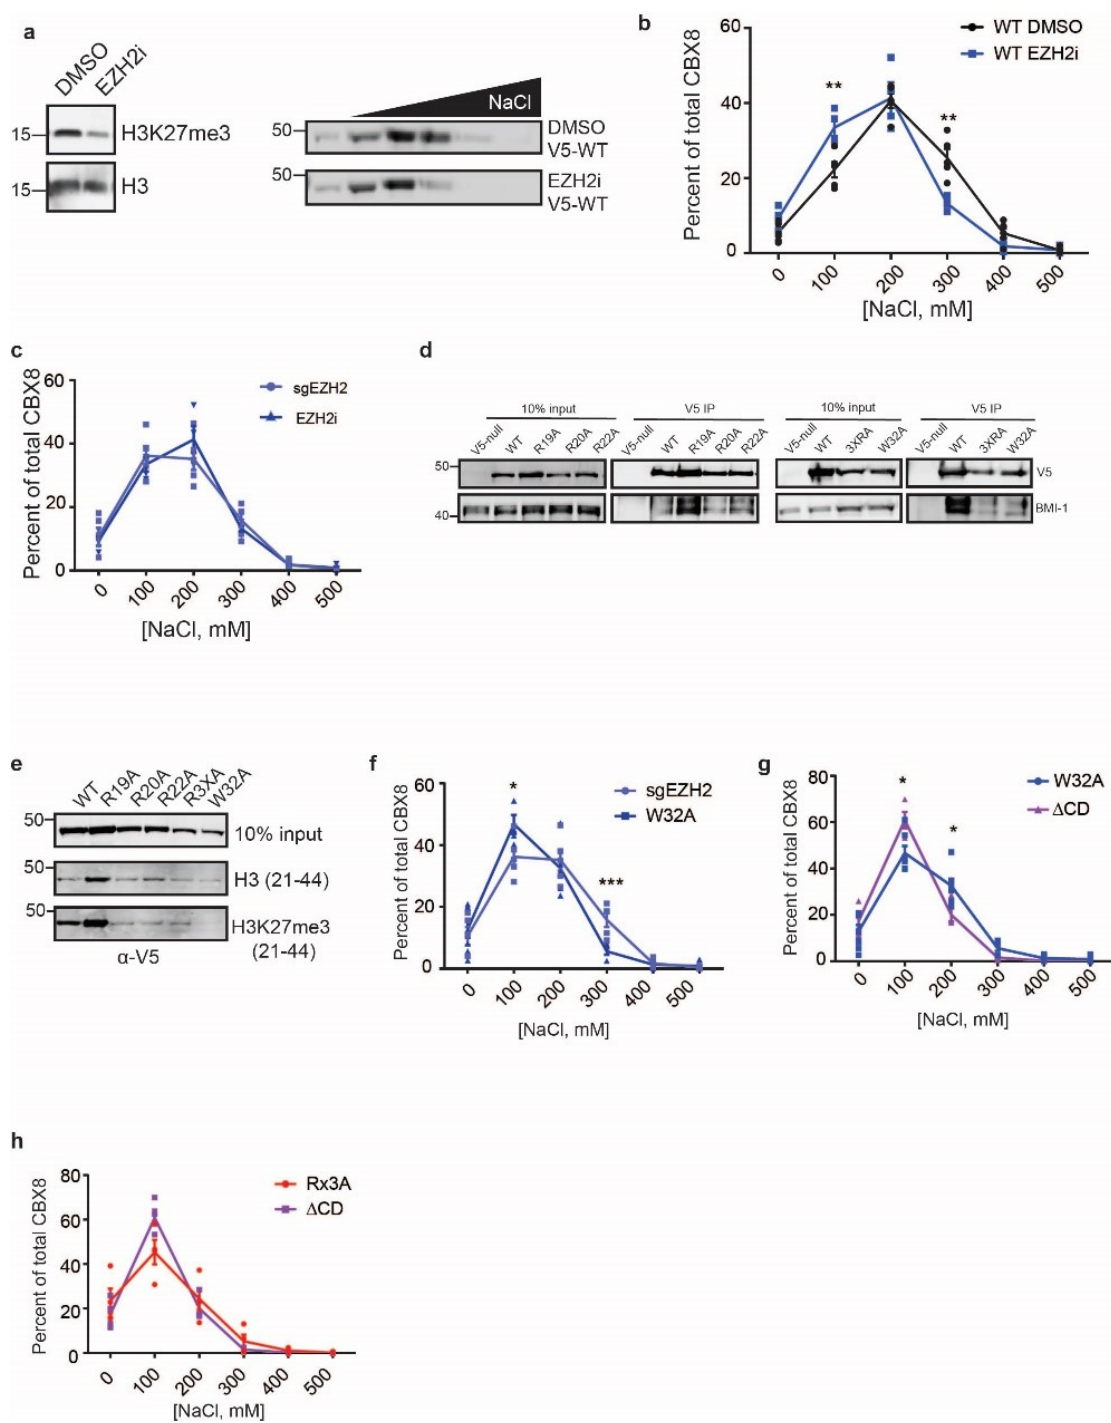 a
DMSO
EZH2i
15
H3K27me3
15
H3
NaCl
50
DMSO
V5-WT
50
EZH2i
V5-WT
b
WT DMSO
WT EZH2i
Percent of total CBX8
60
40
20
0
**
**
0
100
200
300
400
500
[NaCl, mM]
c
sgEZH2
EZH2i
Percent of total CBX8
60
40
20
0
0
100
200
300
400
500
[NaCl, mM]
d
10% input
V5 IP
10% input
V5 IP
V5-null
WT
R19A
R20A
R22A
V5-null
WT
R19A
R20A
R22A
V5-null
WT
3XRA
W32A
V5-null
WT
3XRA
W32A
50
V5
40
BMI-1
e
WT
R19A
R20A
R22A
R3XA
W32A
50
10% input
50
H3 (21-44)
50
H3K27me3
(21-44)
α-V5
f
sgEZH2
W32A
Percent of total CBX8
60
40
20
0
*
***
0
100
200
300
400
500
[NaCl, mM]
g
W32A
ΔCD
Percent of total CBX8
80
60
40
20
0
*
*
0
100
200
300
400
500
[NaCl, mM]
h
Rx3A
ΔCD
Percent of total CBX8
80
60
40
20
0
0
100
200
300
400
500
[NaCl, mM]